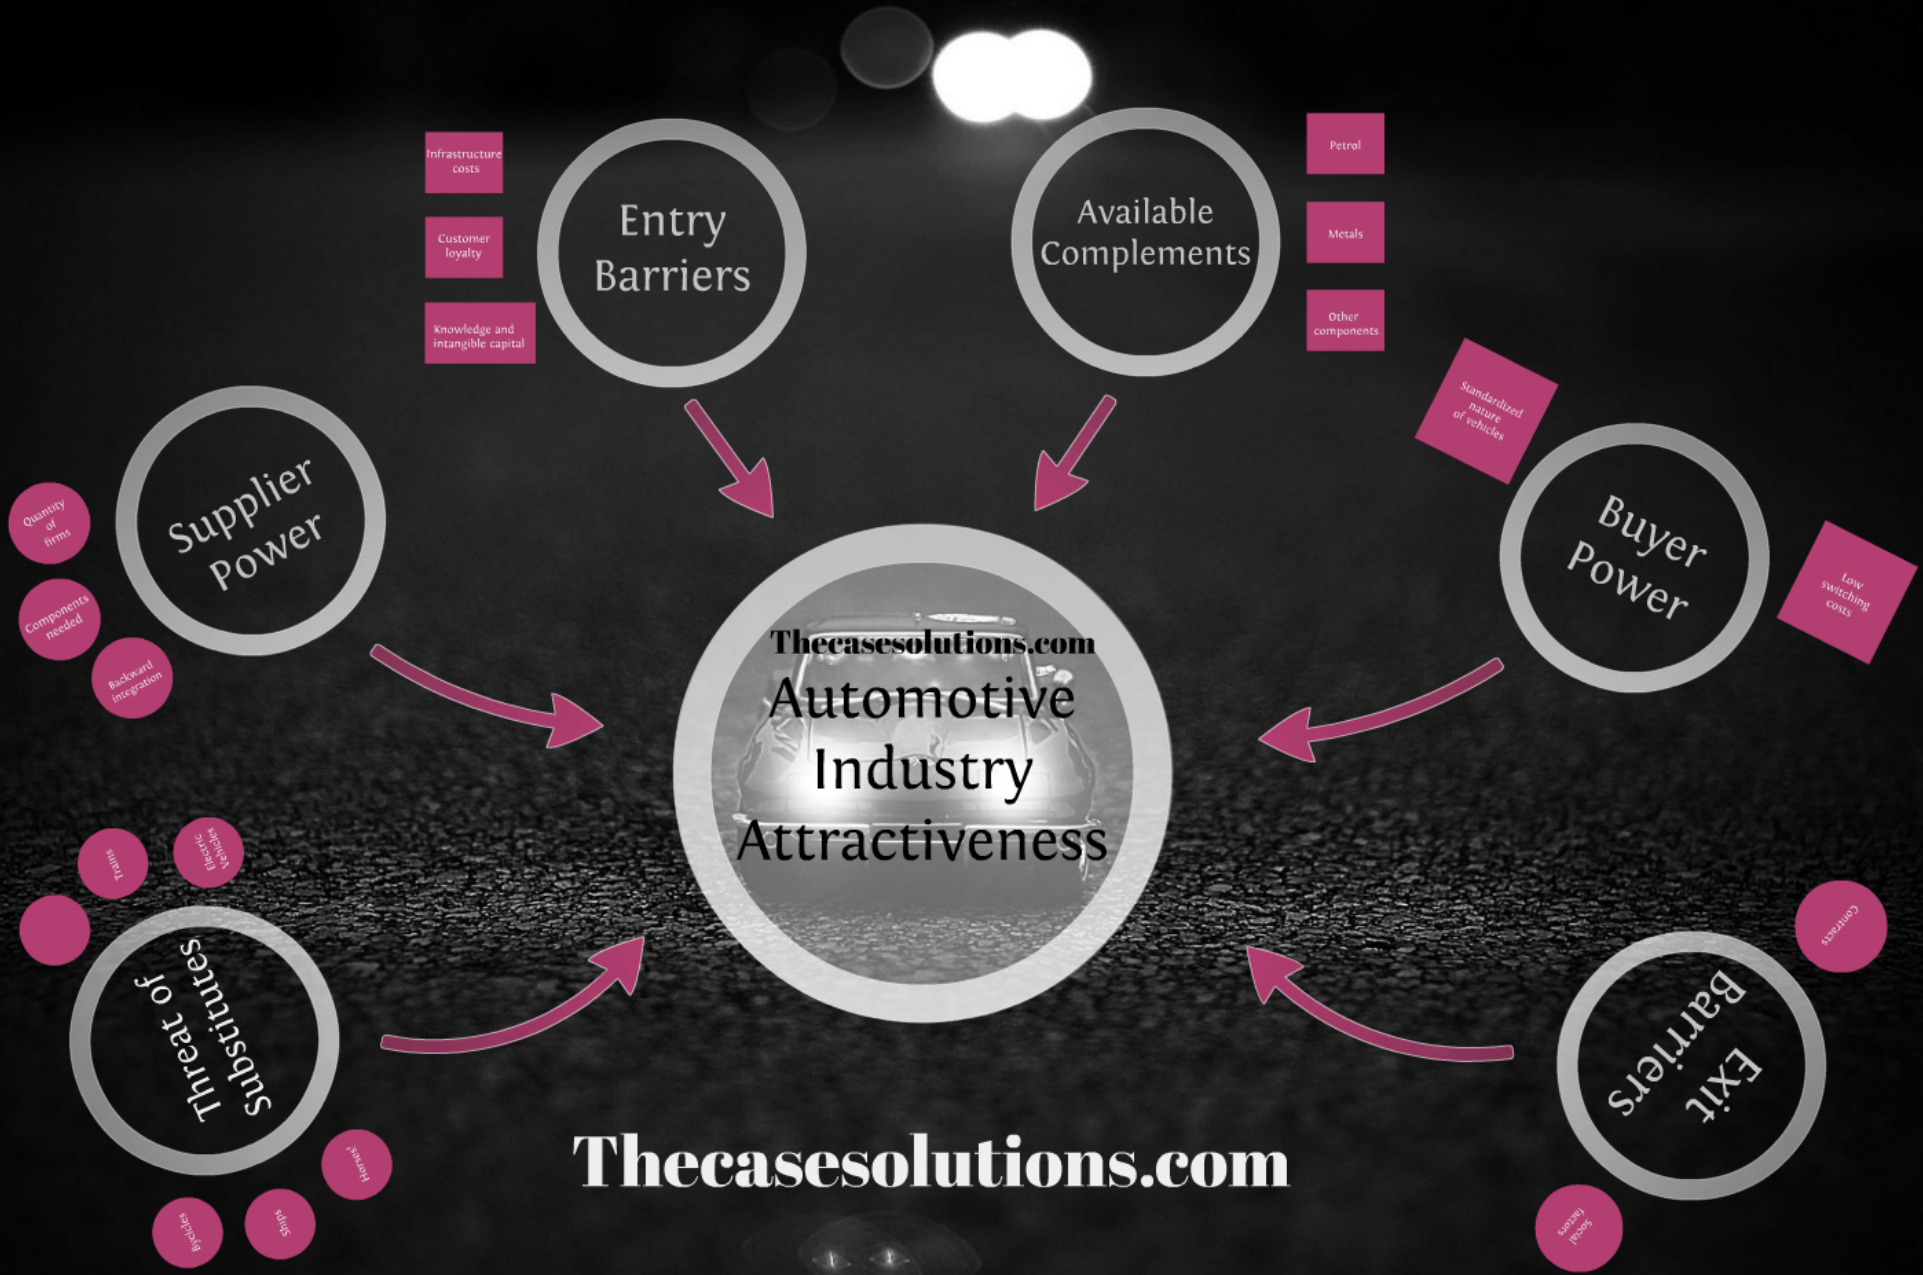 Infrastructure
costs
Customer
loyalty
Knowledge and
intangible capital
Entry
Barriers
Available
Complements
Petrol
Metals
Other
components
Standardized
nature
of vehicles
Buyer
Power
Low
switching
costs
Supplier
Power
Quantity
of
firms
Components
needed
Backward
integration
Thecasesolutions.com
Automotive
Industry
Attractiveness
Trains
Electric
Vehicles
Threat of
Substitutes
Horses!
Ships
Bycicles
Contracts
Exit
Barriers
Social
factors
Thecasesolutions.com